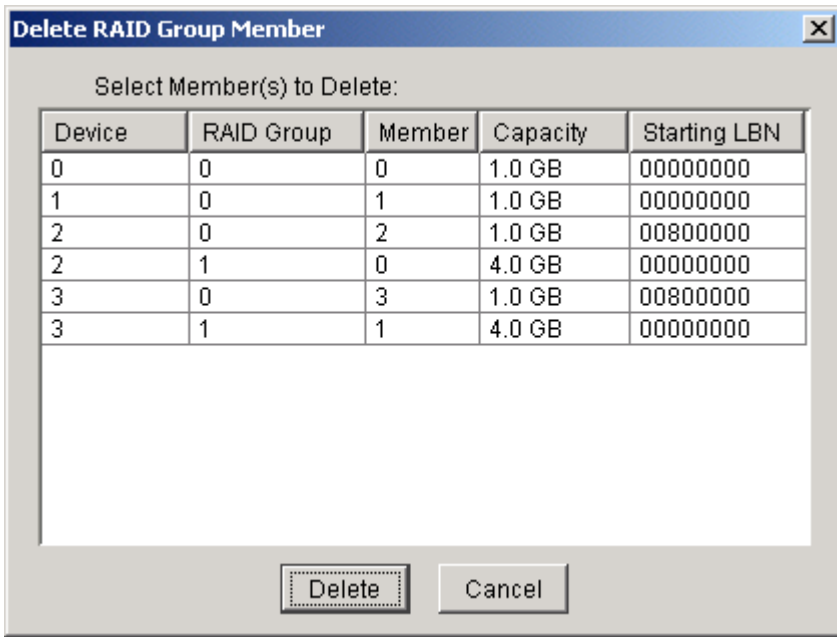 Delete RAID Group Member
Select Member(s) to Delete:
Device RAID Group Member Capacity Starting LBN
0 0 0 1.0 GB 00000000
1 0 1 1.0 GB 00000000
2 0 2 1.0 GB 00800000
2 1 0 4.0 GB 00000000
3 0 3 1.0 GB 00800000
3 1 1 4.0 GB 00000000
Delete Cancel